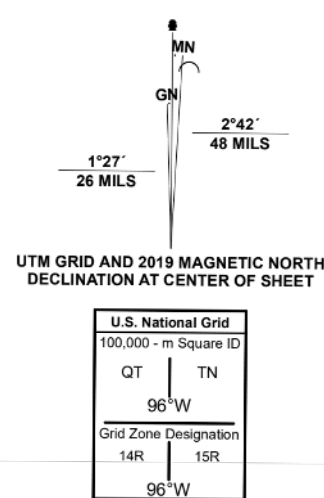 MN
GN
2°42´
48 MILS
1°27´
26 MILS
UTM GRID AND 2019 MAGNETIC NORTH
DECLINATION AT CENTER OF SHEET
U.S. National Grid
100,000 - m Square ID
QT TN
96°W
Grid Zone Designation
14R 15R
96°W